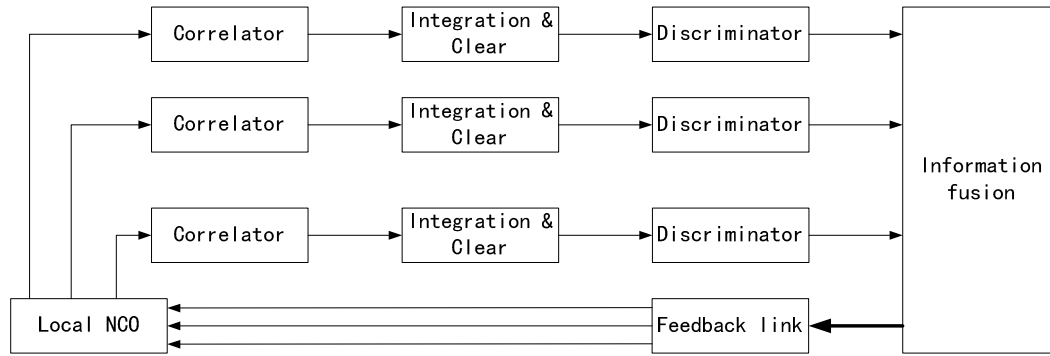 Correlator
Integration &
Clear
Discriminator
Correlator
Integration &
Clear
Discriminator
Information
fusion
Correlator
Integration &
Clear
Discriminator
Local NCO
Feedback link